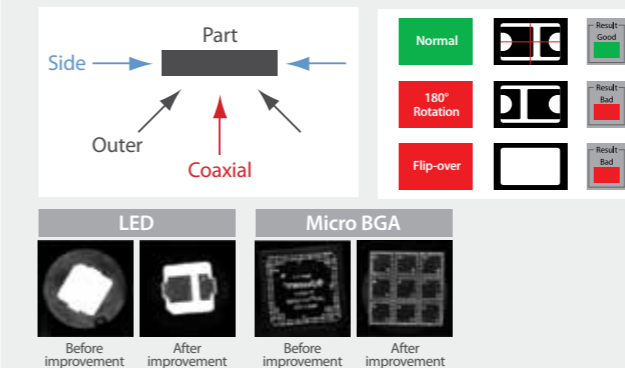 Part
Side
Outer
Coaxial
Normal
Result
Good
180°
Rotation
Result
Bad
Flip-over
Result
Bad
LED
Micro BGA
Before
improvement
After
improvement
Before
improvement
After
improvement